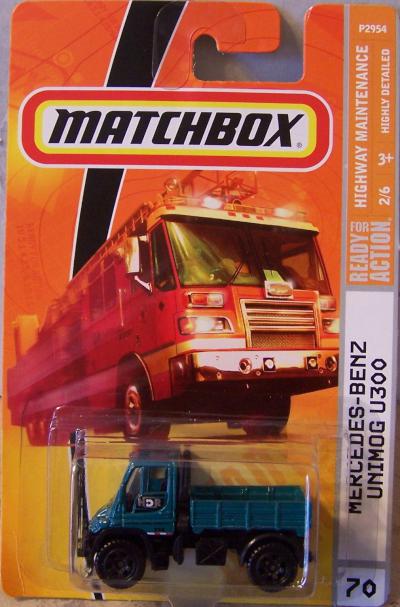 P2954
MATCHBOX®
HIGHWAY MAINTENANCE
HIGHLY DETAILED
2/6
3+
READY FOR ACTION
MERCEDES-BENZ
UNIMOG U300
70